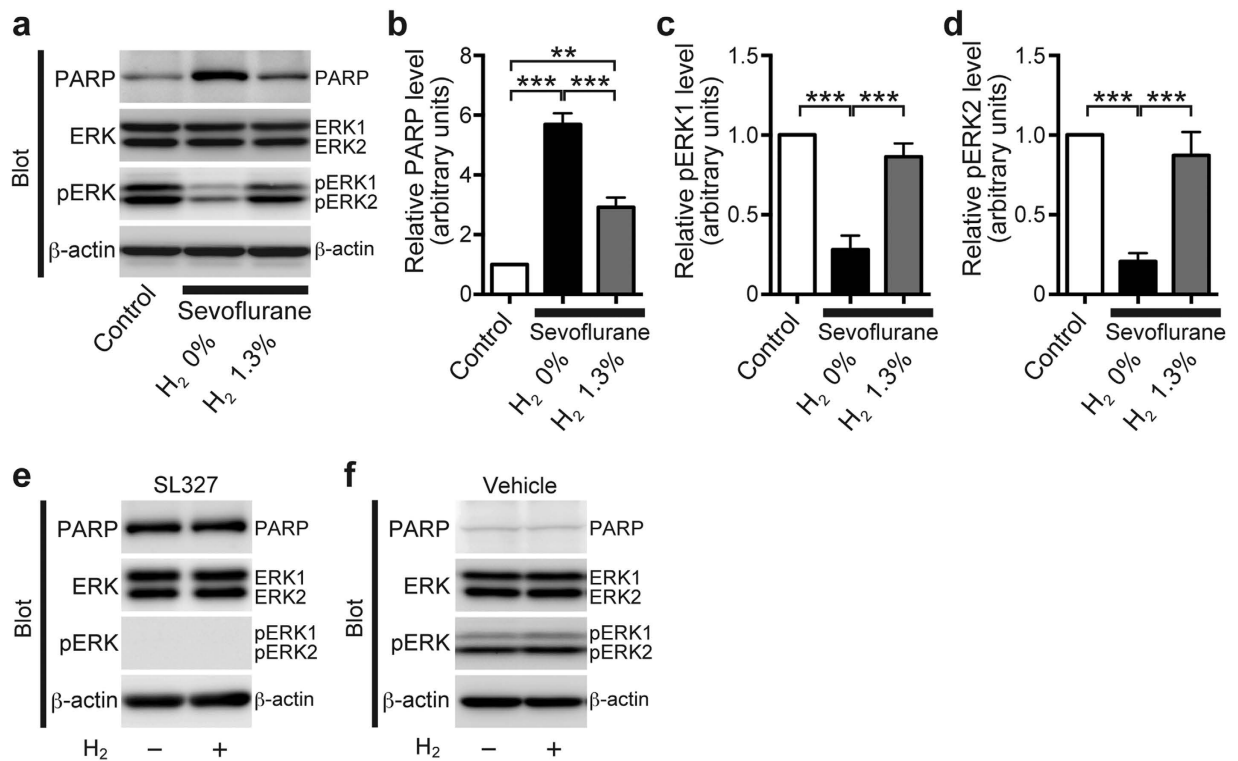 a
Blot
PARP
PARP
ERK
ERK1
ERK2
pERK
pERK1
pERK2
β-actin
β-actin
Control
Sevoflurane
H₂ 0%
H₂ 1.3%
b
Relative PARP level
(arbitrary units)
8
6
4
2
0
**
***
***
Control
Sevoflurane
H₂ 0%
H₂ 1.3%
c
Relative pERK1 level
(arbitrary units)
1.5
1.0
0.5
0
***
***
Control
Sevoflurane
H₂ 0%
H₂ 1.3%
d
Relative pERK2 level
(arbitrary units)
1.5
1.0
0.5
0
***
***
Control
Sevoflurane
H₂ 0%
H₂ 1.3%
e
SL327
Blot
PARP
PARP
ERK
ERK1
ERK2
pERK
pERK1
pERK2
β-actin
β-actin
H₂ – +
f
Vehicle
Blot
PARP
PARP
ERK
ERK1
ERK2
pERK
pERK1
pERK2
β-actin
β-actin
H₂ – +